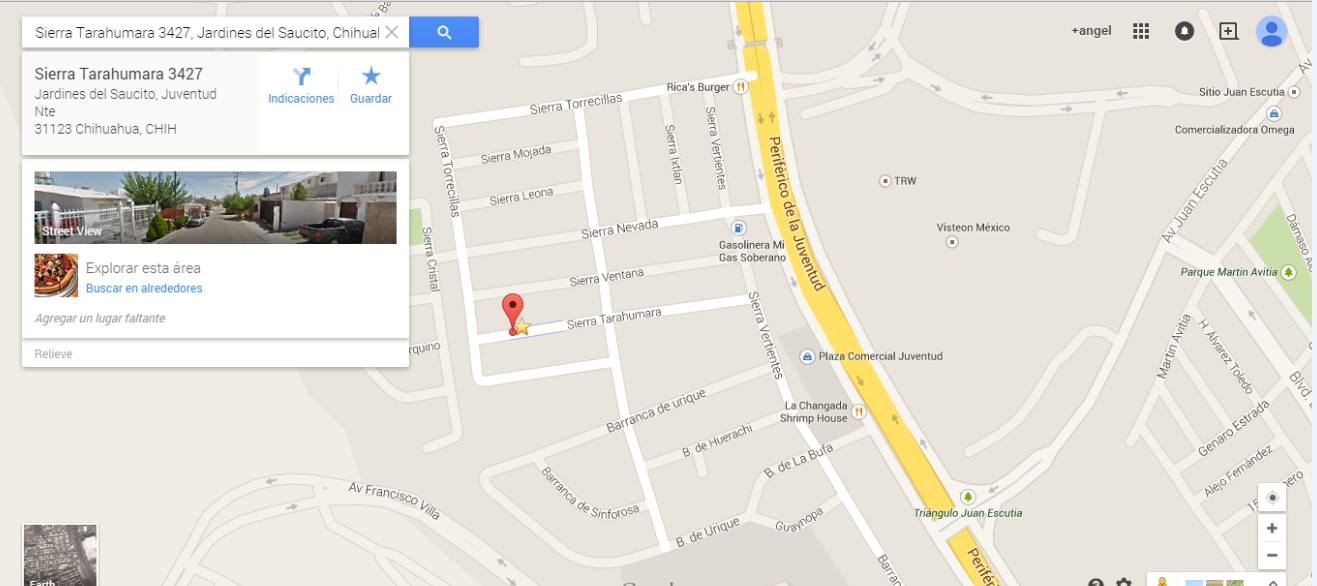 Sierra Tarahumara 3427, Jardines del Saucito, Chihual
+angel
Sierra Tarahumara 3427
Jardines del Saucito, Juventud
Nte
31123 Chihuahua, CHIH
Indicaciones
Guardar
Street View
Explorar esta área
Buscar en alrededores
Agregar un lugar faltante
Relieve
Earth
Rica's Burger
Sierra Torrecillas
Sierra Torrecillas
Sierra Mojada
Sierra Leona
Sierra Ixtlan
Sierra Vertientes
Sierra Nevada
Sierra Cristal
Sierra Ventana
Sierra Tarahumara
Sierra Vertientes
Gasolinera Mi
Gas Soberano
Periférico de la Juventud
TRW
Visteon México
Sitio Juan Escutia
Comercializadora Omega
Av Juan Escutia
Parque Martin Avitia
Plaza Comercial Juventud
La Changada
Shrimp House
Barranca de urique
B. de Huerachi
B. de La Bufa
Barranca de Sinforosa
B. de Urique
Guaynopa
Av Francisco Villa
Triángulo Juan Escutia
Martin Avitia
H. Álvarez Toledo
Genaro Estrada
Alejo Fernández
Blvd.
Av
Dámaso
Periféri
Barran
rquino